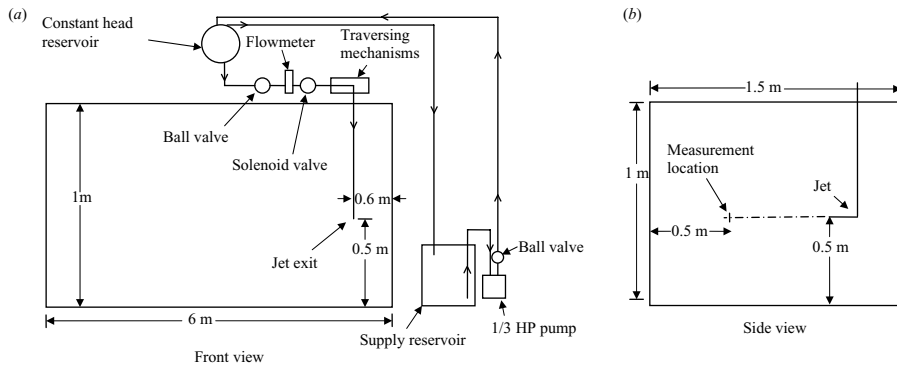 (a)
Constant head
reservoir
Flowmeter
Traversing
mechanisms
Ball valve
Solenoid valve
1m
0.6 m
0.5 m
Jet exit
Ball valve
6 m
Supply reservoir
1/3 HP pump
Front view
(b)
1.5 m
Measurement
location
1 m
Jet
0.5 m
0.5 m
Side view